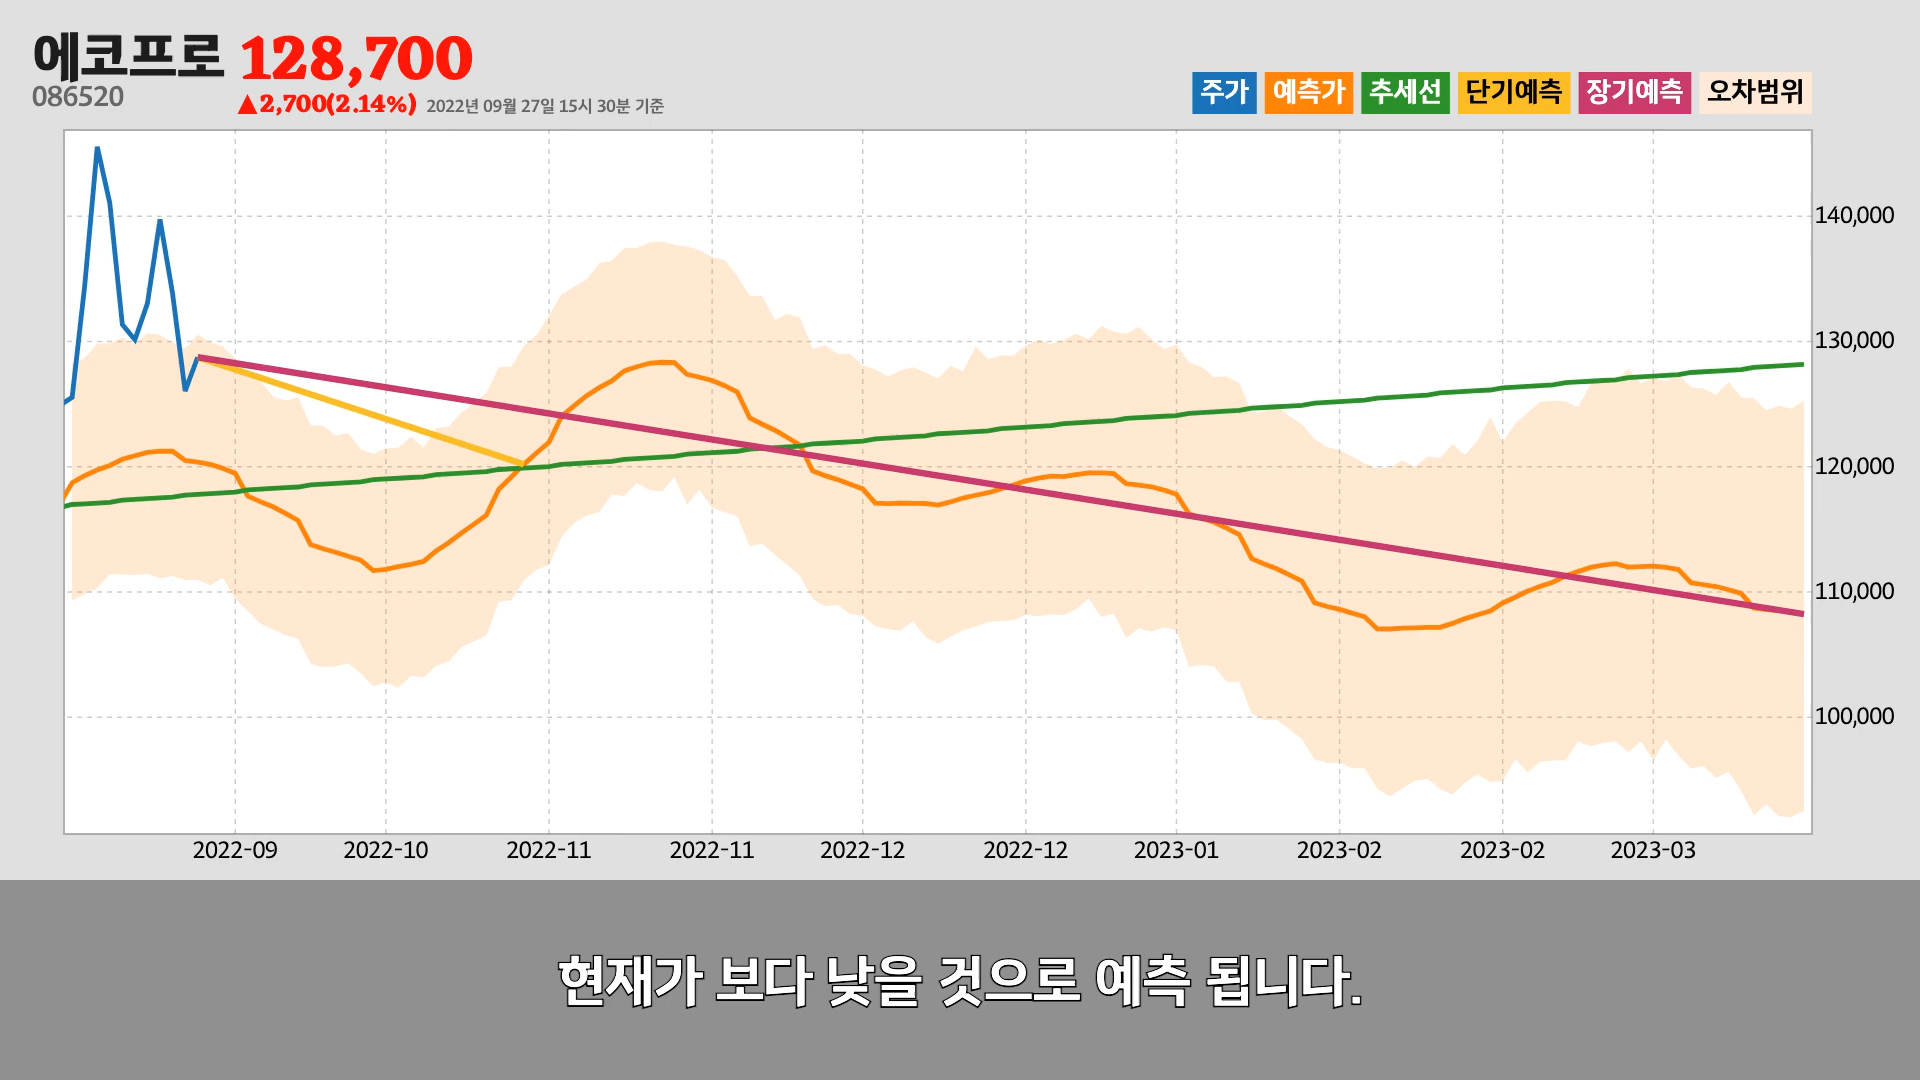 에코프로 128,700
086520
▲2,700(2.14%) 2022년 09월 27일 15시 30분 기준
주가 예측가 추세선 단기예측 장기예측 오차범위
140,000
130,000
120,000
110,000
100,000
2022-09 2022-10 2022-11 2022-11 2022-12 2022-12 2023-01 2023-02 2023-02 2023-03
현재가 보다 낮을 것으로 예측 됩니다.